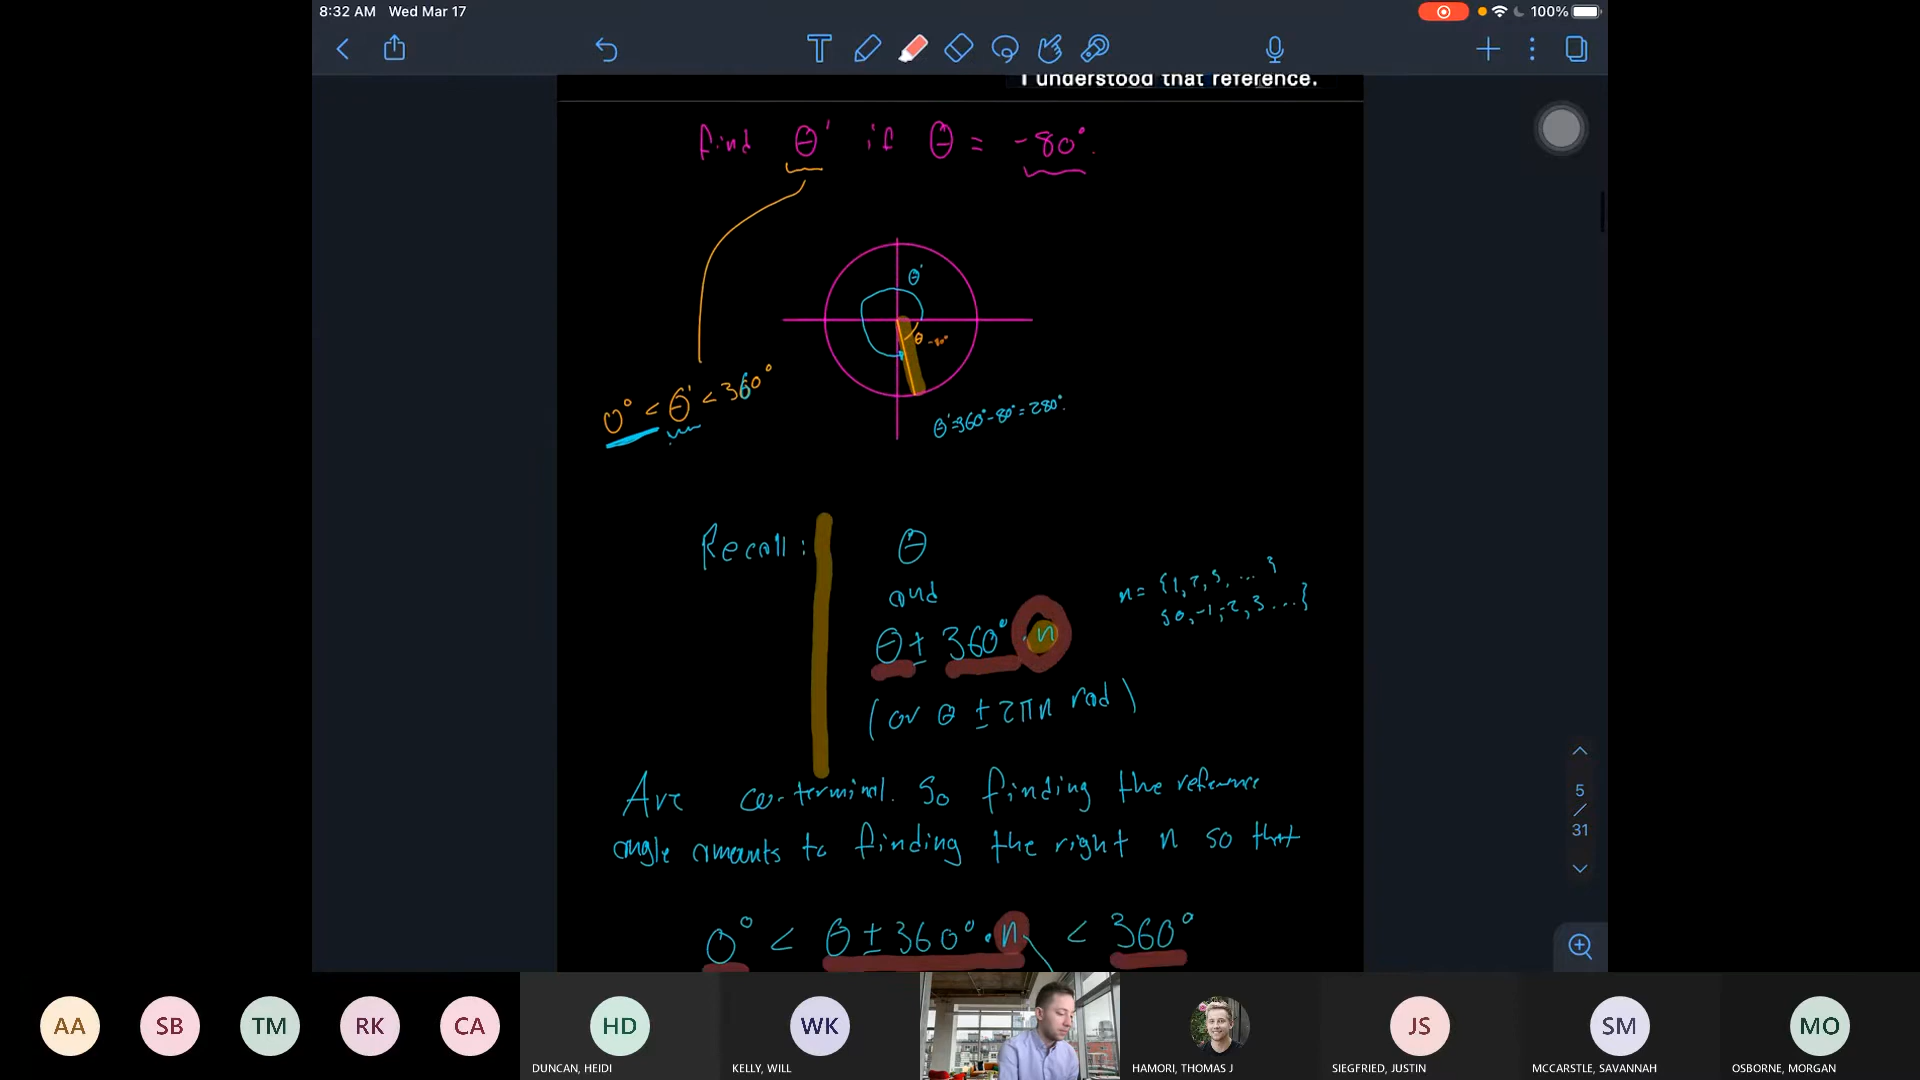 8:32 AM Wed Mar 17
100%
I understood that reference.
find θ' if θ = -80°.
θ'
θ -80°
0° < θ' < 360°
θ'=360°-80°=280°.
Recall:
θ
and
θ ± 360° · n
n = {1, 2, 3, ... }
{0, -1, -2, 3 ...}
(or θ ± 2πn rad)
Are co-terminal. So finding the reference
angle amounts to finding the right n so that
0° < θ ± 360° · n < 360°
5
/
31
AA
SB
TM
RK
CA
HD
WK
JS
SM
MO
DUNCAN, HEIDI
KELLY, WILL
HAMORI, THOMAS J
SIEGFRIED, JUSTIN
MCCARSTLE, SAVANNAH
OSBORNE, MORGAN